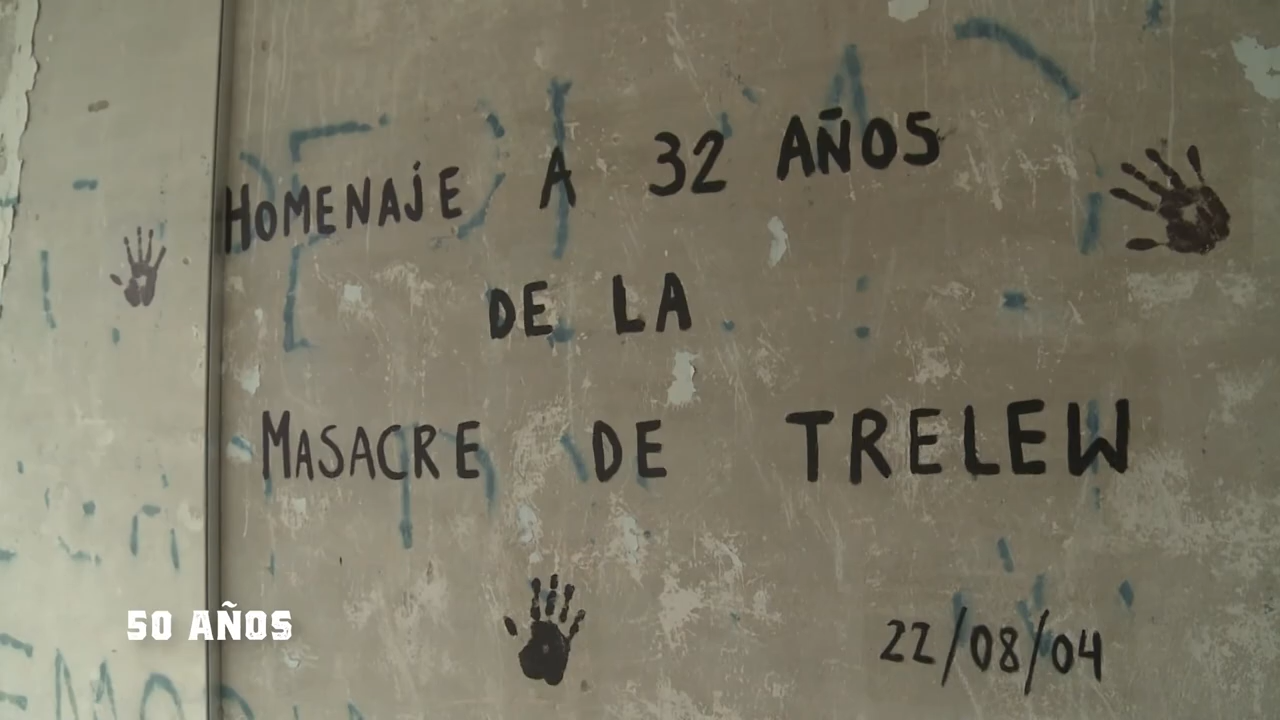 HOMENAJE A 32 AÑOS
DE LA
MASACRE DE TRELEW
22/08/04
50 AÑOS